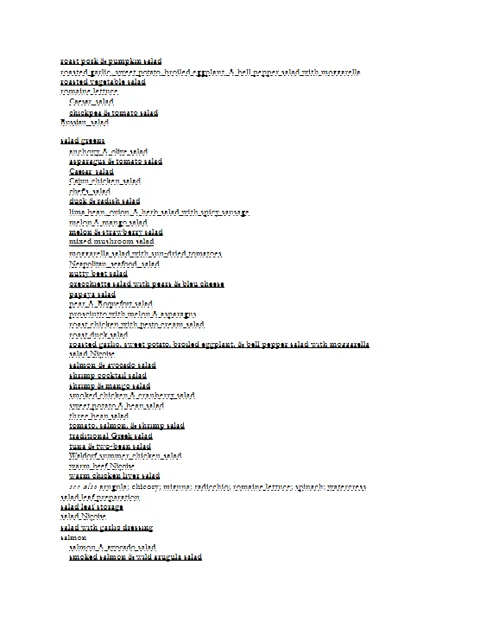 roast pork & pumpkin salad
roasted garlic, sweet potato, broiled eggplant, & bell pepper salad with mozzarella
roasted vegetable salad
romaine lettuce
Caesar salad
chickpea & tomato salad
Russian salad
salad greens
anchovy & olive salad
asparagus & tomato salad
Caesar salad
Cajun chicken salad
chef's salad
duck & radish salad
lima bean, onion, & herb salad with spicy sausage
melon & mango salad
melon & strawberry salad
mixed mushroom salad
mozzarella salad with sun-dried tomatoes
Neapolitan seafood salad
nutty beet salad
orecchiette salad with pears & bleu cheese
papaya salad
pear & Roquefort salad
prosciutto with melon & asparagus
roast chicken with pesto cream salad
roast duck salad
roasted garlic, sweet potato, broiled eggplant, & bell pepper salad with mozzarella
salad Niçoise
salmon & avocado salad
shrimp cocktail salad
shrimp & mango salad
smoked chicken & cranberry salad
sweet potato & bean salad
three bean salad
tomato, salmon, & shrimp salad
traditional Greek salad
tuna & two-bean salad
Waldorf summer chicken salad
warm beef Niçoise
warm chicken liver salad
see also arugula; chicory; mizuna; radicchio; romaine lettuce; spinach; watercress
salad leaf preparation
salad leaf storage
salad Niçoise
salad with garlic dressing
salmon
salmon & avocado salad
smoked salmon & wild arugula salad